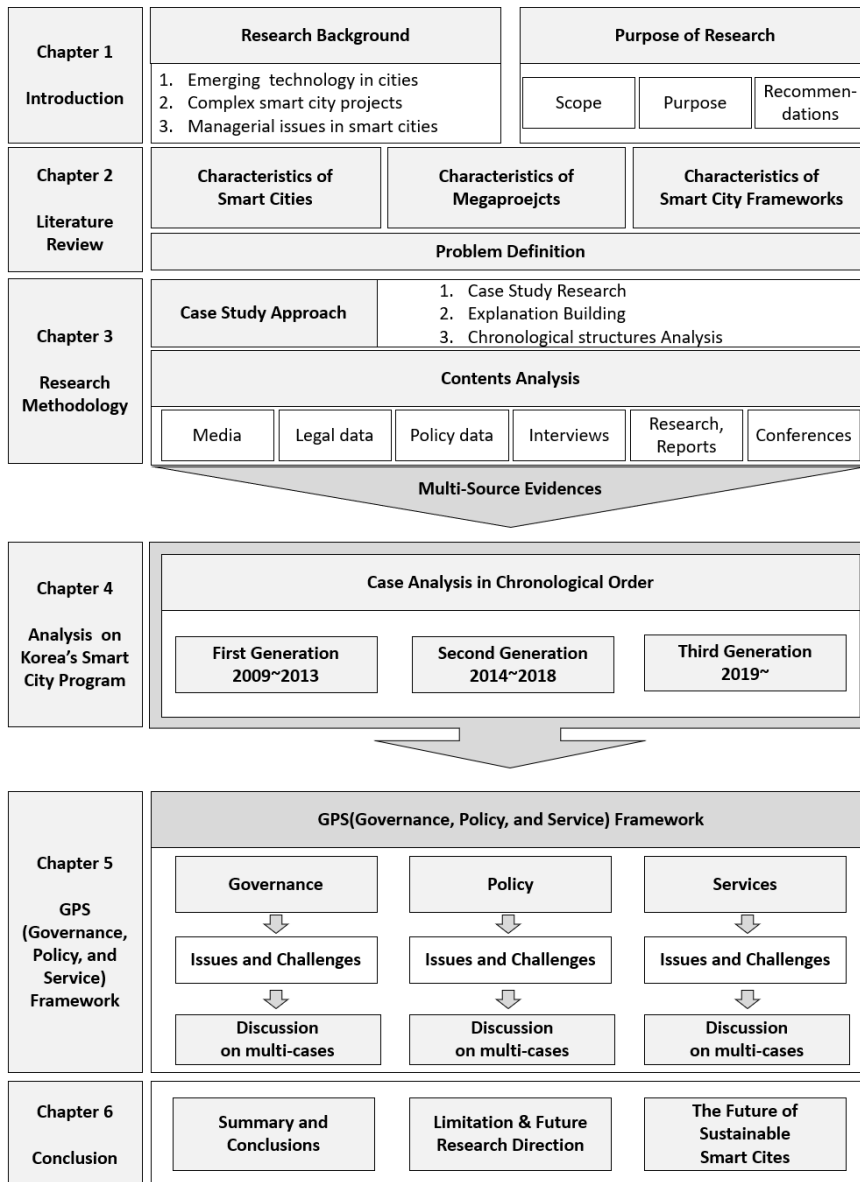 Chapter 1
Introduction
Research Background
1. Emerging technology in cities
2. Complex smart city projects
3. Managerial issues in smart cities
Purpose of Research
Scope
Purpose
Recommen-
dations
Chapter 2
Literature
Review
Characteristics of
Smart Cities
Characteristics of
Megaproejcts
Characteristics of
Smart City Frameworks
Problem Definition
Chapter 3
Research
Methodology
Case Study Approach
1. Case Study Research
2. Explanation Building
3. Chronological structures Analysis
Contents Analysis
Media
Legal data
Policy data
Interviews
Research,
Reports
Conferences
Multi-Source Evidences
Chapter 4
Analysis on
Korea's Smart
City Program
Case Analysis in Chronological Order
First Generation
2009~2013
Second Generation
2014~2018
Third Generation
2019~
Chapter 5
GPS
(Governance,
Policy, and
Service)
Framework
GPS(Governance, Policy, and Service) Framework
Governance
Policy
Services
Issues and Challenges
Issues and Challenges
Issues and Challenges
Discussion
on multi-cases
Discussion
on multi-cases
Discussion
on multi-cases
Chapter 6
Conclusion
Summary and
Conclusions
Limitation & Future
Research Direction
The Future of
Sustainable
Smart Cites